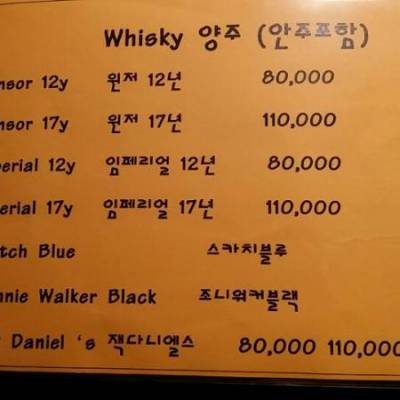 Whisky 양주 (안주포함)
nsor 12y 윈저 12년 80,000
nsor 17y 윈저 17년 110,000
erial 12y 임페리얼 12년 80,000
erial 17y 임페리얼 17년 110,000
tch Blue 스카치블루
nnie Walker Black 조니워커블랙
Daniel 's 잭다니엘스 80,000 110,000